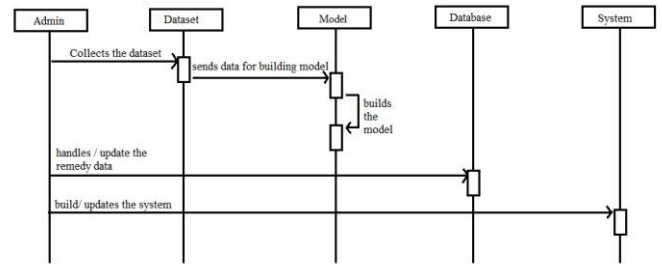 Admin
Dataset
Model
Database
System
Collects the dataset
sends data for building model
builds
the
model
handles / update the
remedy data
build/ updates the system